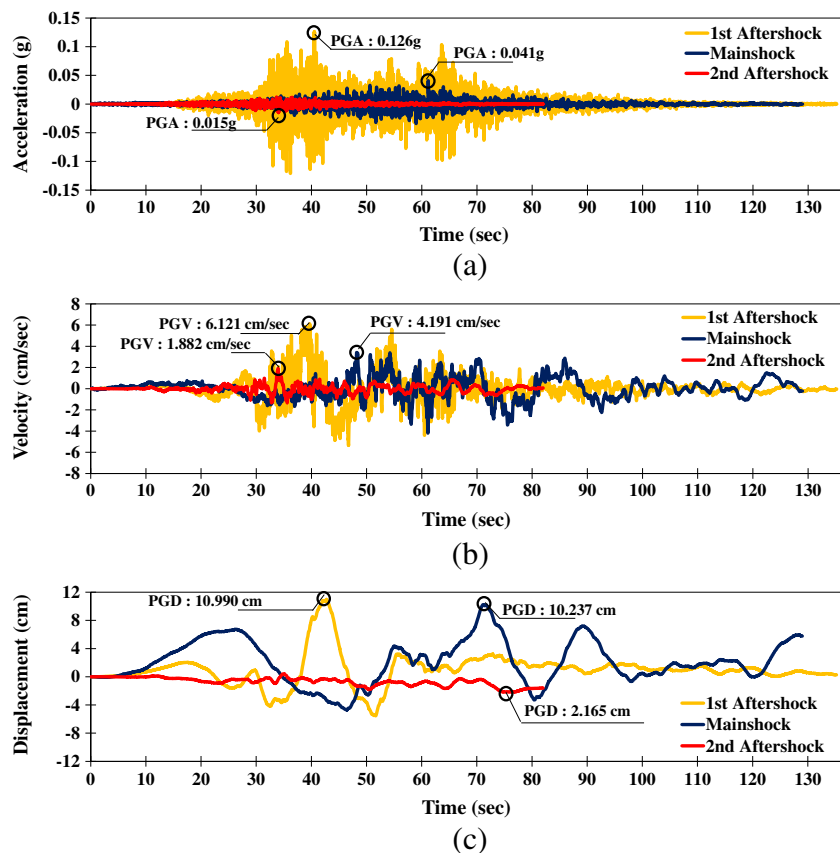 0.15
0.1
0.05
0
-0.05
-0.1
0.15
Acceleration (g)
PGA : 0.126g
PGA : 0.041g
PGA : 0.015g
1st Aftershock
Mainshock
2nd Aftershock
0 10 20 30 40 50 60 70 80 90 100 110 120 130
Time (sec)
(a)
8
6
4
2
0
-2
-4
-6
-8
Velocity (cm/sec)
PGV : 6.121 cm/sec
PGV : 4.191 cm/sec
PGV : 1.882 cm/sec
1st Aftershock
Mainshock
2nd Aftershock
0 10 20 30 40 50 60 70 80 90 100 110 120 130
Time (sec)
(b)
12
8
4
0
-4
-8
-12
Displacement (cm)
PGD : 10.990 cm
PGD : 10.237 cm
PGD : 2.165 cm
1st Aftershock
Mainshock
2nd Aftershock
0 10 20 30 40 50 60 70 80 90 100 110 120 130
Time (sec)
(c)